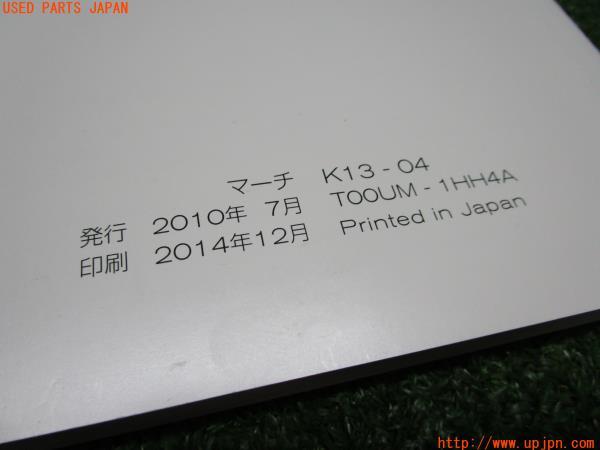 USED PARTS JAPAN
マーチ K13-04
発行 2010年 7月 T00UM-1HH4A
印刷 2014年12月 Printed in Japan
http://www.upjpn.com/